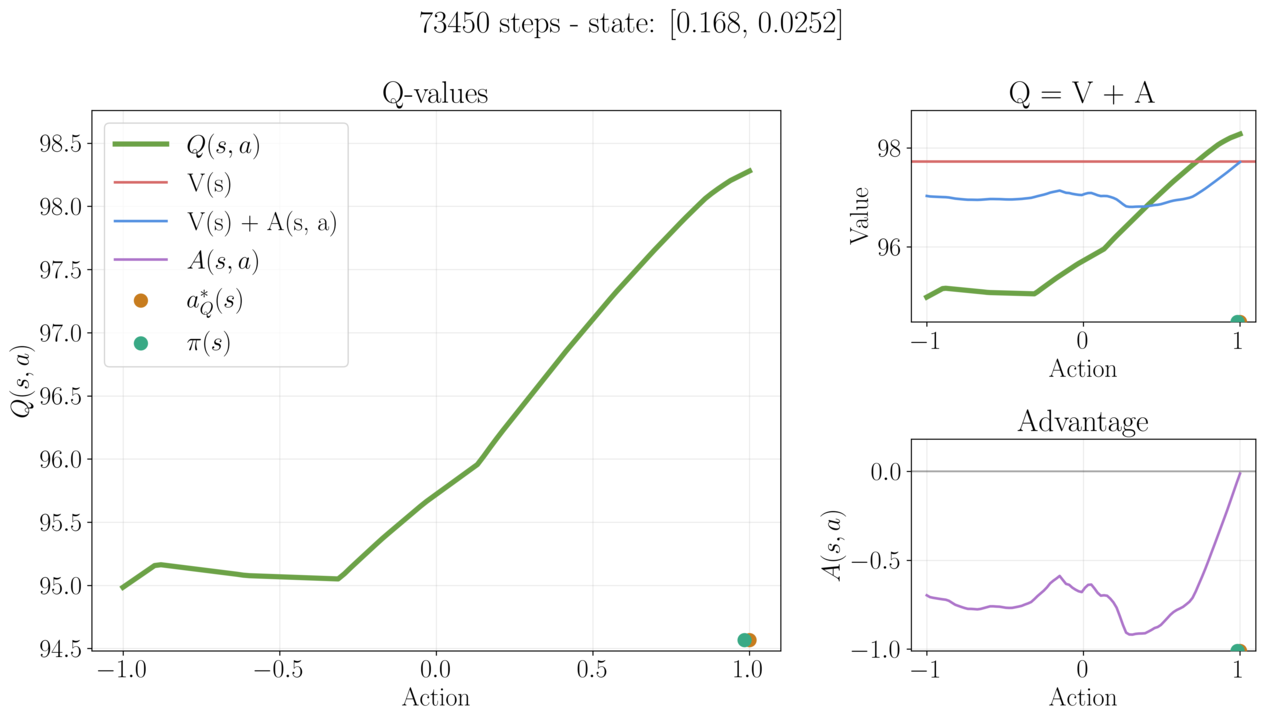 73450 steps - state: [0.168, 0.0252]
Q-values
Q(s, a)
98.5
98.0
97.5
97.0
96.5
96.0
95.5
95.0
94.5
−1.0
−0.5
0.0
0.5
1.0
Action
Q(s, a)
V(s)
V(s) + A(s, a)
A(s, a)
a*Q(s)
π(s)
Q = V + A
Value
98
96
−1
0
1
Action
Advantage
A(s, a)
0.0
−0.5
−1.0
−1
0
1
Action